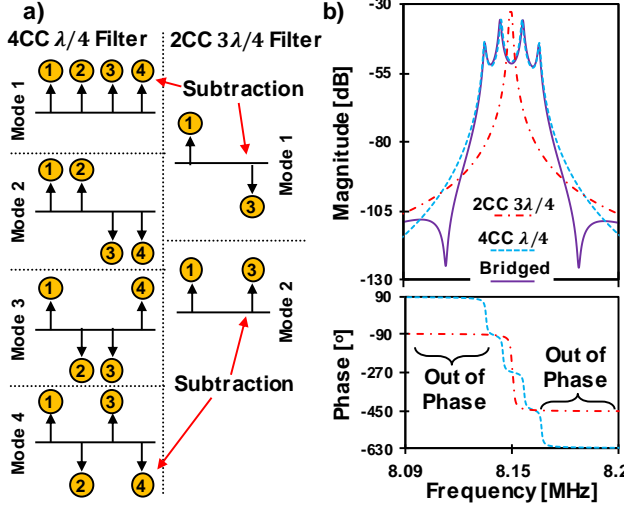 a)
4CC λ/4 Filter
2CC 3λ/4 Filter
Mode 1
1 2 3 4
Subtraction
Mode 1
1
3
Mode 2
1 2
3 4
Mode 2
1 3
Mode 3
1 4
2 3
Subtraction
Mode 4
1 3
2 4
b)
Magnitude [dB]
-30
-55
-80
-105
-130
2CC 3λ/4
4CC λ/4
Bridged
Phase [°]
90
-90
-270
-450
-630
Out of
Phase
Out of
Phase
8.09 8.15 8.2
Frequency [MHz]